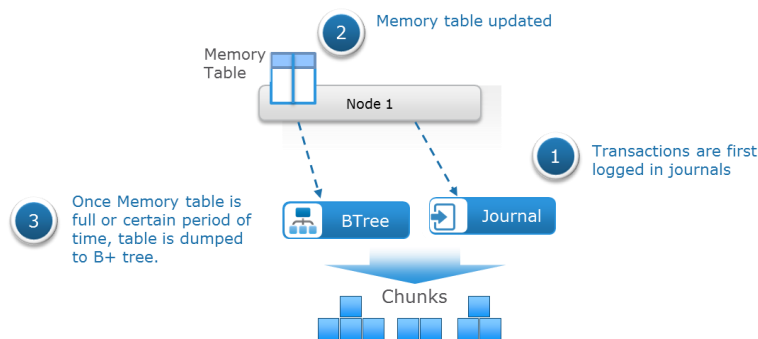 2
Memory table updated
Memory
Table
Node 1
1
Transactions are first
logged in journals
3
Once Memory table is
full or certain period of
time, table is dumped
to B+ tree.
BTree
Journal
Chunks